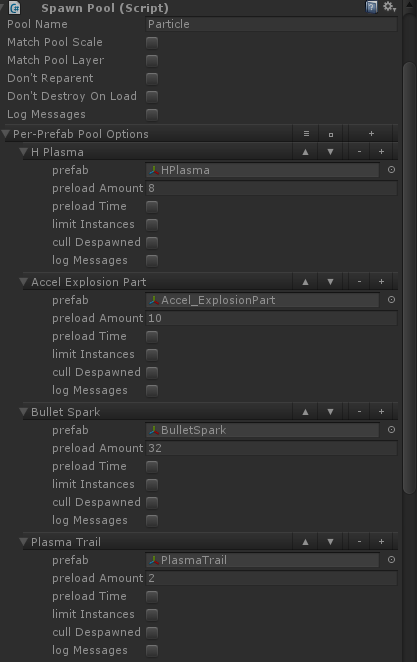 Spawn Pool (Script)
Pool Name Particle
Match Pool Scale
Match Pool Layer
Don't Reparent
Don't Destroy On Load
Log Messages
Per-Prefab Pool Options
H Plasma
prefab HPlasma
preload Amount 8
preload Time
limit Instances
cull Despawned
log Messages
Accel Explosion Part
prefab Accel_ExplosionPart
preload Amount 10
preload Time
limit Instances
cull Despawned
log Messages
Bullet Spark
prefab BulletSpark
preload Amount 32
preload Time
limit Instances
cull Despawned
log Messages
Plasma Trail
prefab PlasmaTrail
preload Amount 2
preload Time
limit Instances
cull Despawned
log Messages